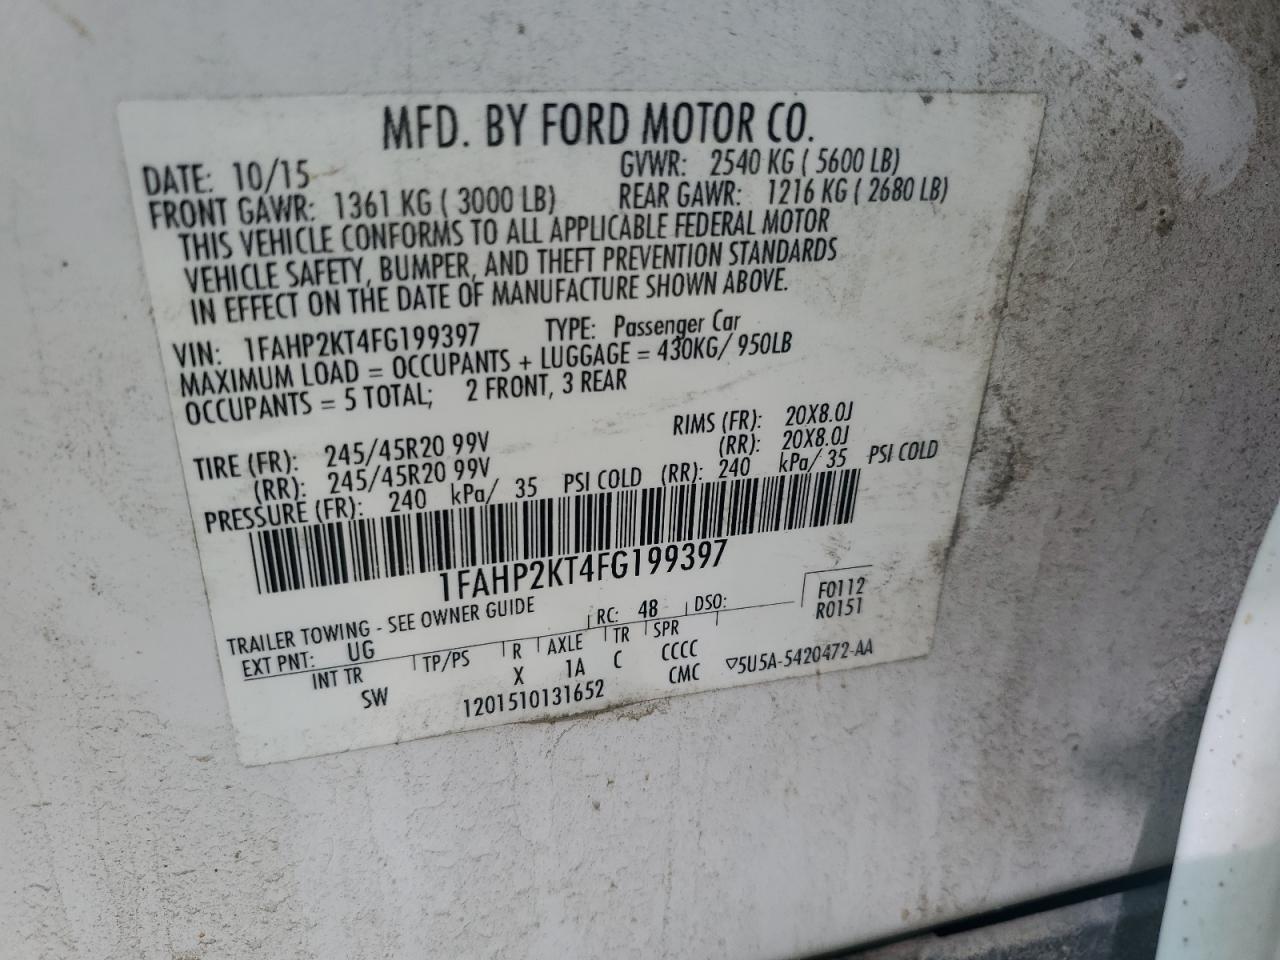 MFD. BY FORD MOTOR CO.
DATE: 10/15 GVWR: 2540 KG ( 5600 LB)
FRONT GAWR: 1361 KG ( 3000 LB) REAR GAWR: 1216 KG ( 2680 LB)
THIS VEHICLE CONFORMS TO ALL APPLICABLE FEDERAL MOTOR
VEHICLE SAFETY, BUMPER, AND THEFT PREVENTION STANDARDS
IN EFFECT ON THE DATE OF MANUFACTURE SHOWN ABOVE.
VIN: 1FAHP2KT4FG199397 TYPE: Passenger Car
MAXIMUM LOAD = OCCUPANTS + LUGGAGE = 430KG/ 950LB
OCCUPANTS = 5 TOTAL; 2 FRONT, 3 REAR
TIRE (FR): 245/45R20 99V RIMS (FR): 20X8.0J
(RR): 245/45R20 99V (RR): 20X8.0J
PRESSURE (FR): 240 kPa/ 35 PSI COLD (RR): 240 kPa/ 35 PSI COLD
1FAHP2KT4FG199397
TRAILER TOWING - SEE OWNER GUIDE
EXT PNT: UG RC: 48 DSO: F0112
R0151
INT TR TP/PS R AXLE TR SPR
SW X 1A C CCCC
CMC
1201510131652 ▽5U5A-5420472-AA